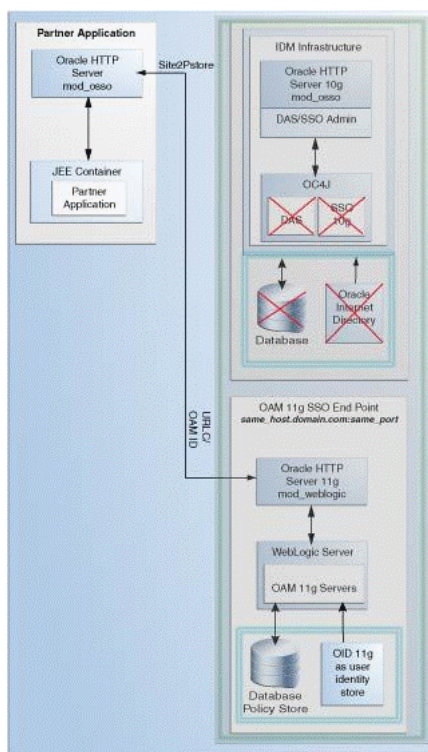 Partner Application
Oracle HTTP
Server
mod_osso
JEE Container
Partner
Application
Site2Pstore
IDM Infrastructure
Oracle HTTP
Server 10g
mod_osso
DAS/SSO Admin
OC4J
DAS
SSO
10g
Database
Oracle
Internet
Directory
URLC/
OAM ID
OAM 11g SSO End Point
same_host.domain.com:same_port
Oracle HTTP
Server 11g
mod_weblogic
WebLogic Server
OAM 11g Servers
Database
Policy Store
OID 11g
as user
identity
store